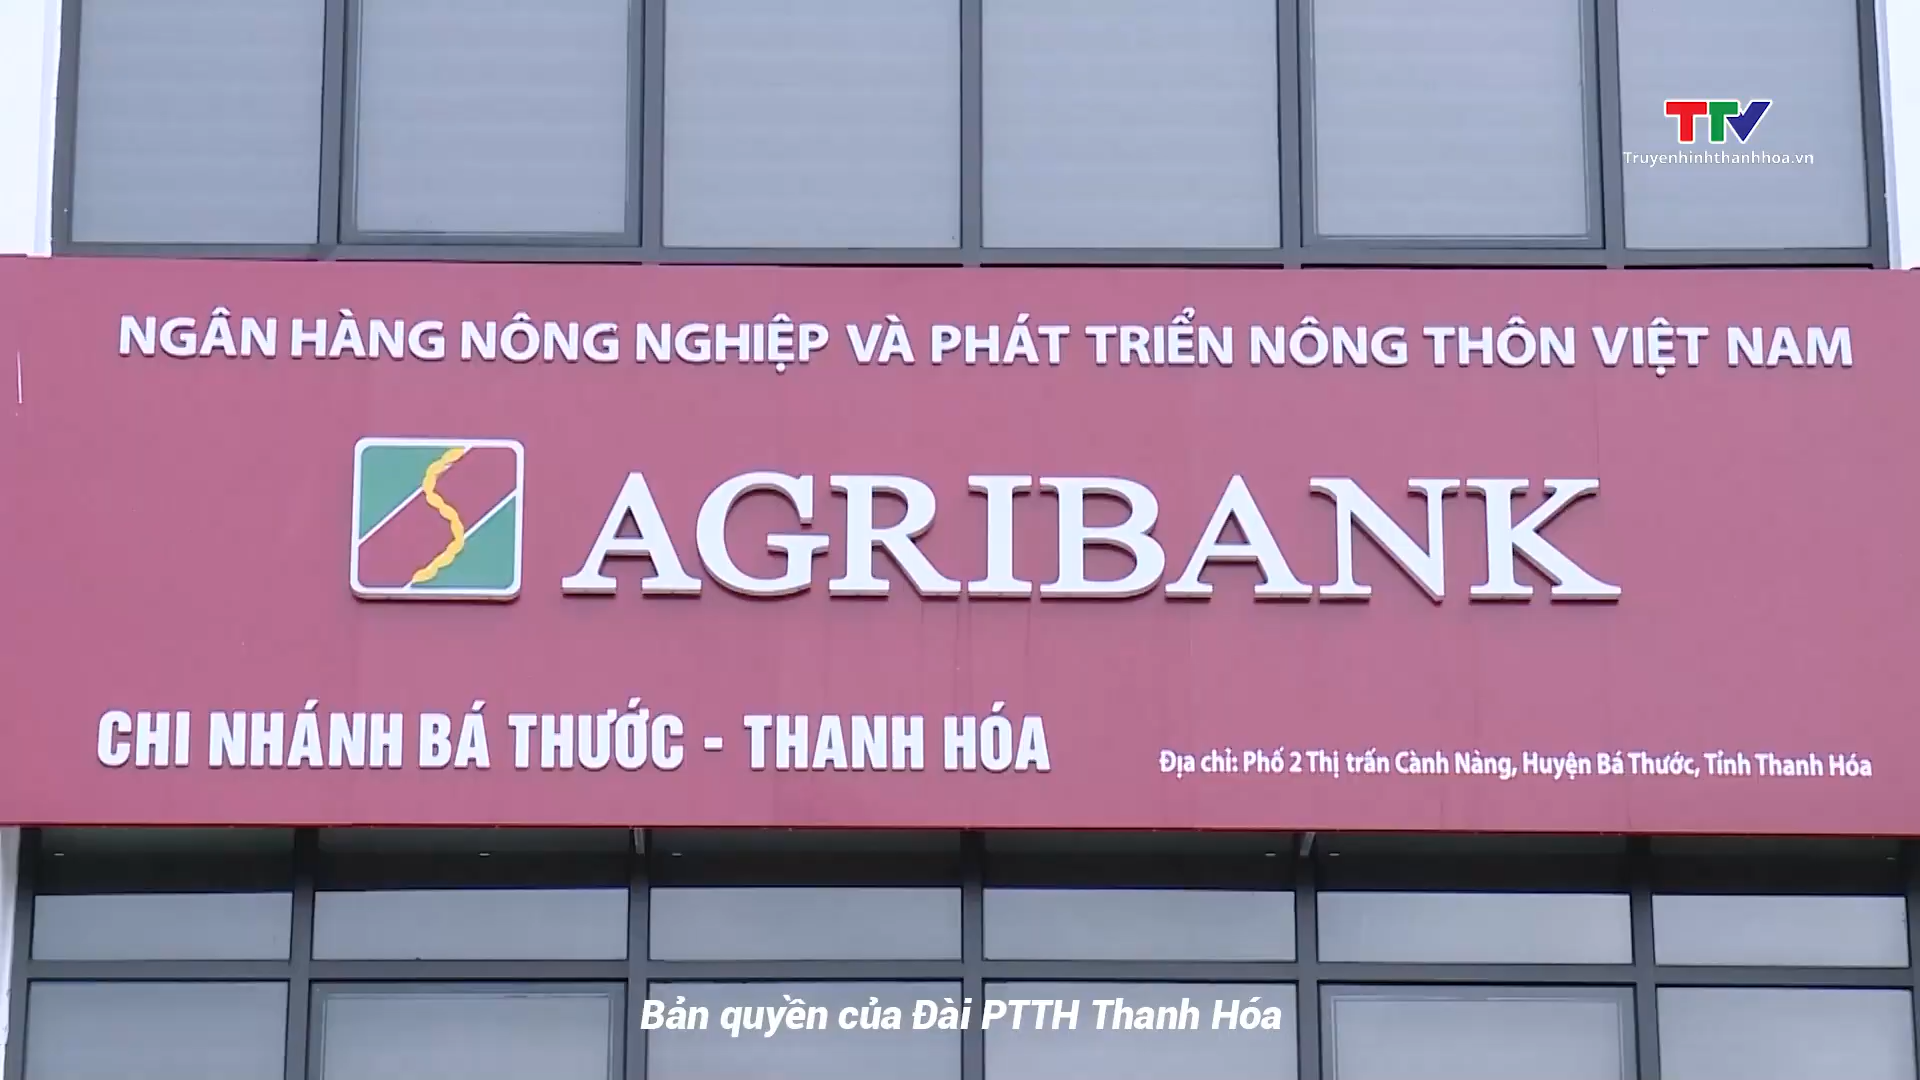 TTV
Truyenhinhthanhhoa.vn
NGÂN HÀNG NÔNG NGHIỆP VÀ PHÁT TRIỂN NÔNG THÔN VIỆT NAM
AGRIBANK
CHI NHÁNH BÁ THƯỚC - THANH HÓA
Địa chỉ: Phố 2 Thị trấn Cành Nàng, Huyện Bá Thước, Tỉnh Thanh Hóa
Bản quyền của Đài PTTH Thanh Hóa